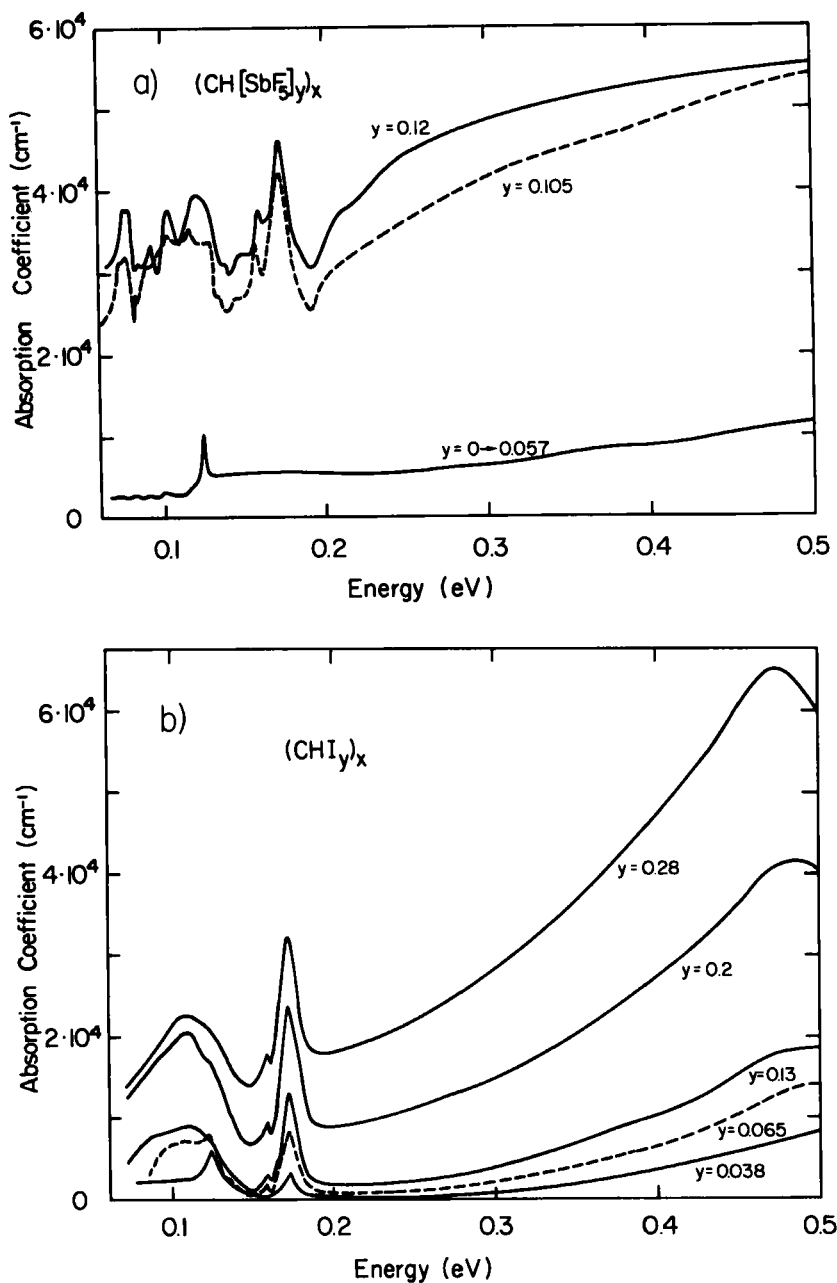 6·10⁴
a) (CH[SbF₅]y)x
y=0.12
y=0.105
4·10⁴
2·10⁴
y=0→0.057
0
0.1 0.2 0.3 0.4 0.5
Energy (eV)
Absorption Coefficient (cm⁻¹)
b)
(CHIy)x
6·10⁴
y=0.28
4·10⁴
y=0.2
2·10⁴
y=0.13
y=0.065
y=0.038
0
0.1 0.2 0.3 0.4 0.5
Energy (eV)
Absorption Coefficient (cm⁻¹)